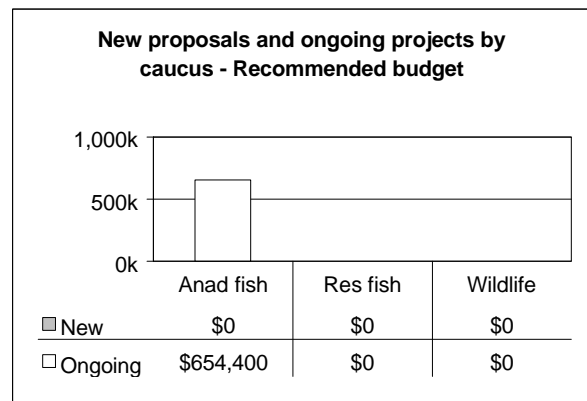 New proposals and ongoing projects by
caucus - Recommended budget
1,000k
500k
0k
Anad fish Res fish Wildlife
New $0 $0 $0
Ongoing $654,400 $0 $0